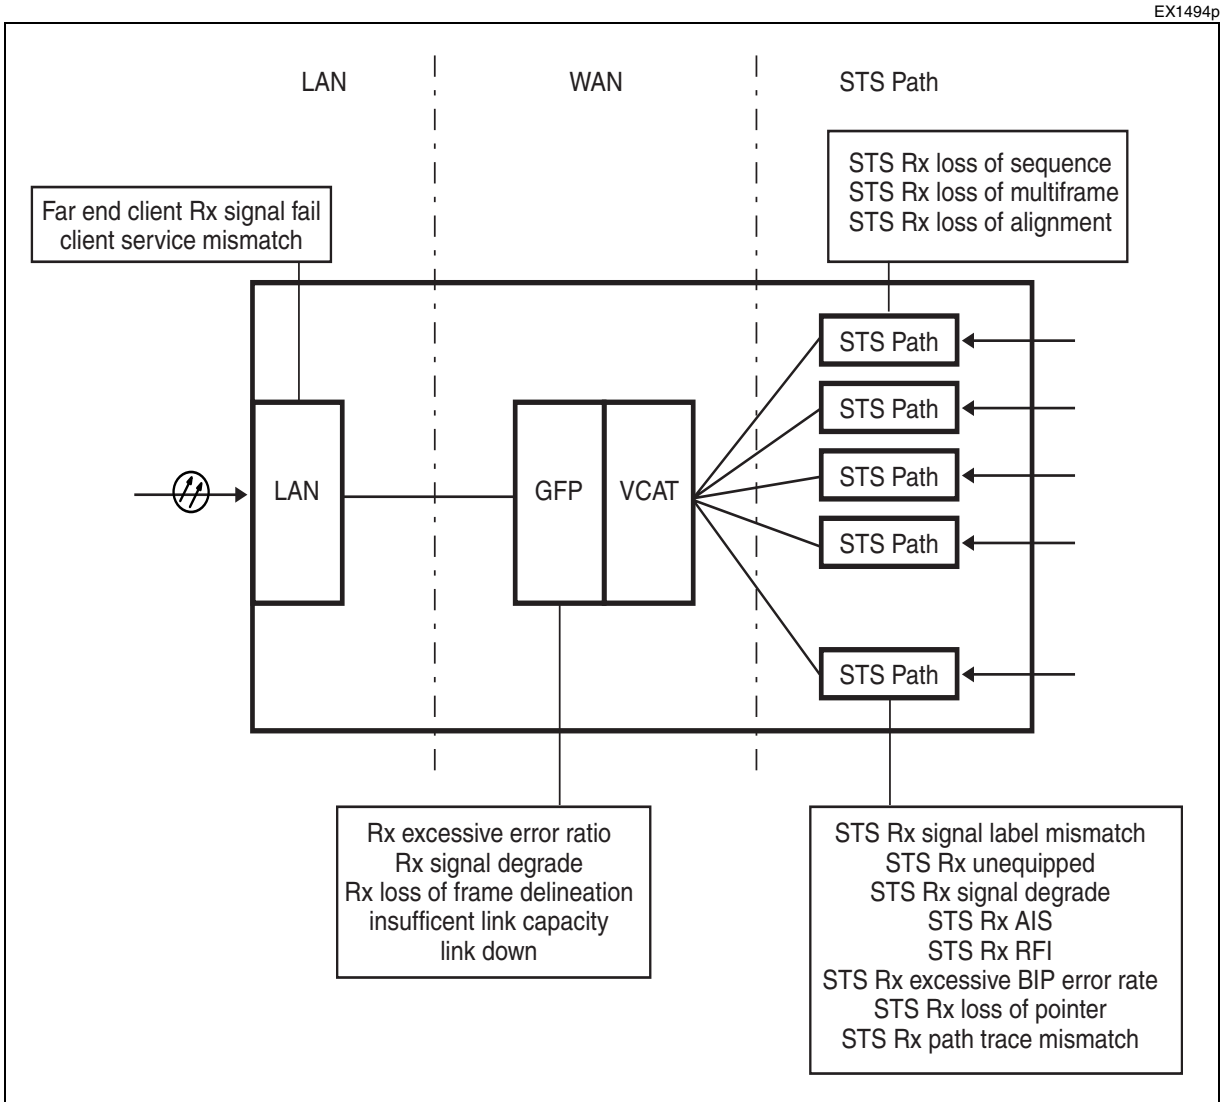 EX1494p
LAN
WAN
STS Path
STS Rx loss of sequence
STS Rx loss of multiframe
STS Rx loss of alignment
Far end client Rx signal fail
client service mismatch
STS Path
STS Path
STS Path
STS Path
STS Path
LAN
GFP
VCAT
Rx excessive error ratio
Rx signal degrade
Rx loss of frame delineation
insufficent link capacity
link down
STS Rx signal label mismatch
STS Rx unequipped
STS Rx signal degrade
STS Rx AIS
STS Rx RFI
STS Rx excessive BIP error rate
STS Rx loss of pointer
STS Rx path trace mismatch